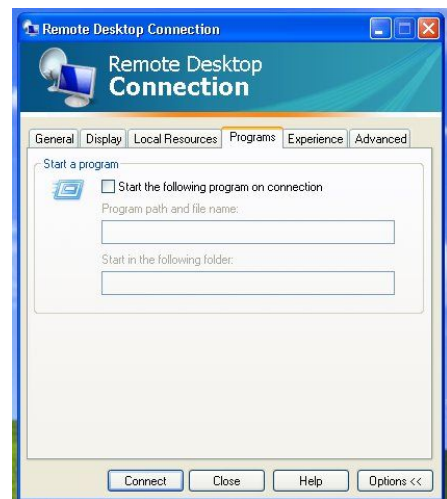 Remote Desktop Connection
Remote Desktop
Connection
General Display Local Resources Programs Experience Advanced
Start a program
Start the following program on connection
Program path and file name:
Start in the following folder:
Connect Close Help Options <<